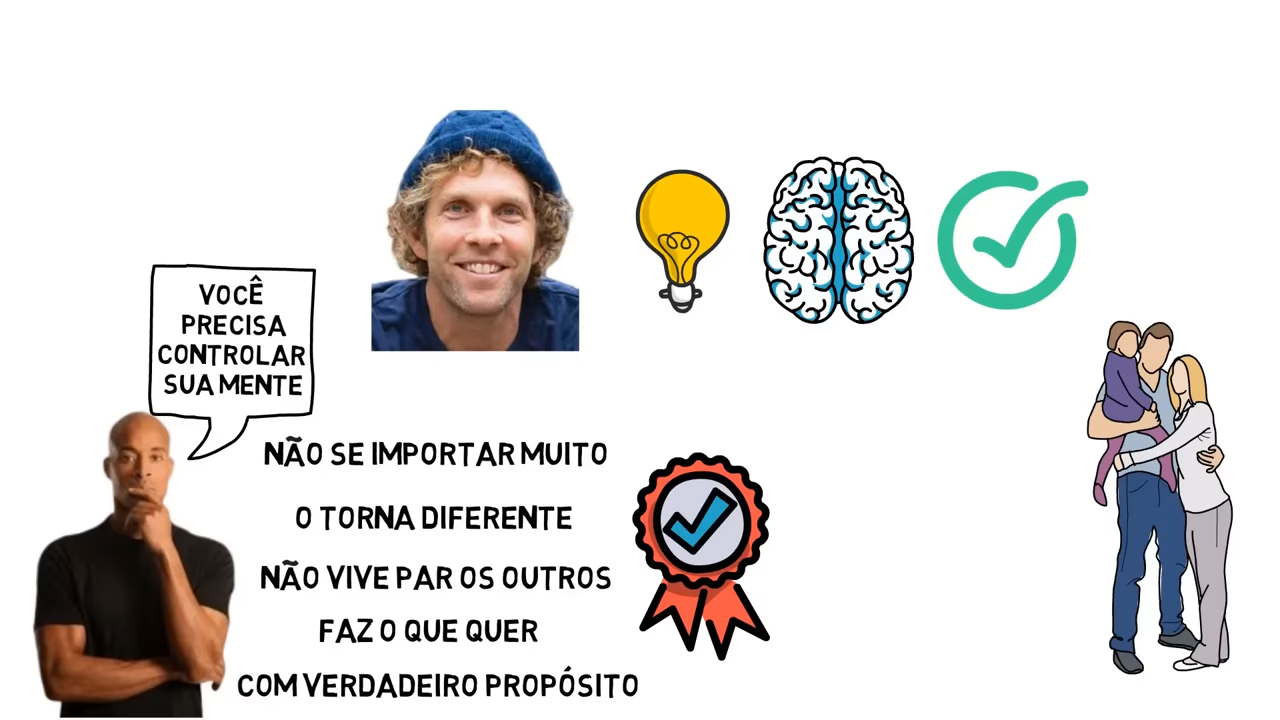 VOCÊ
PRECISA
CONTROLAR
SUA MENTE
NÃO SE IMPORTAR MUITO
O TORNA DIFERENTE
NÃO VIVE PAR OS OUTROS
FAZ O QUE QUER
COM VERDADEIRO PROPÓSITO